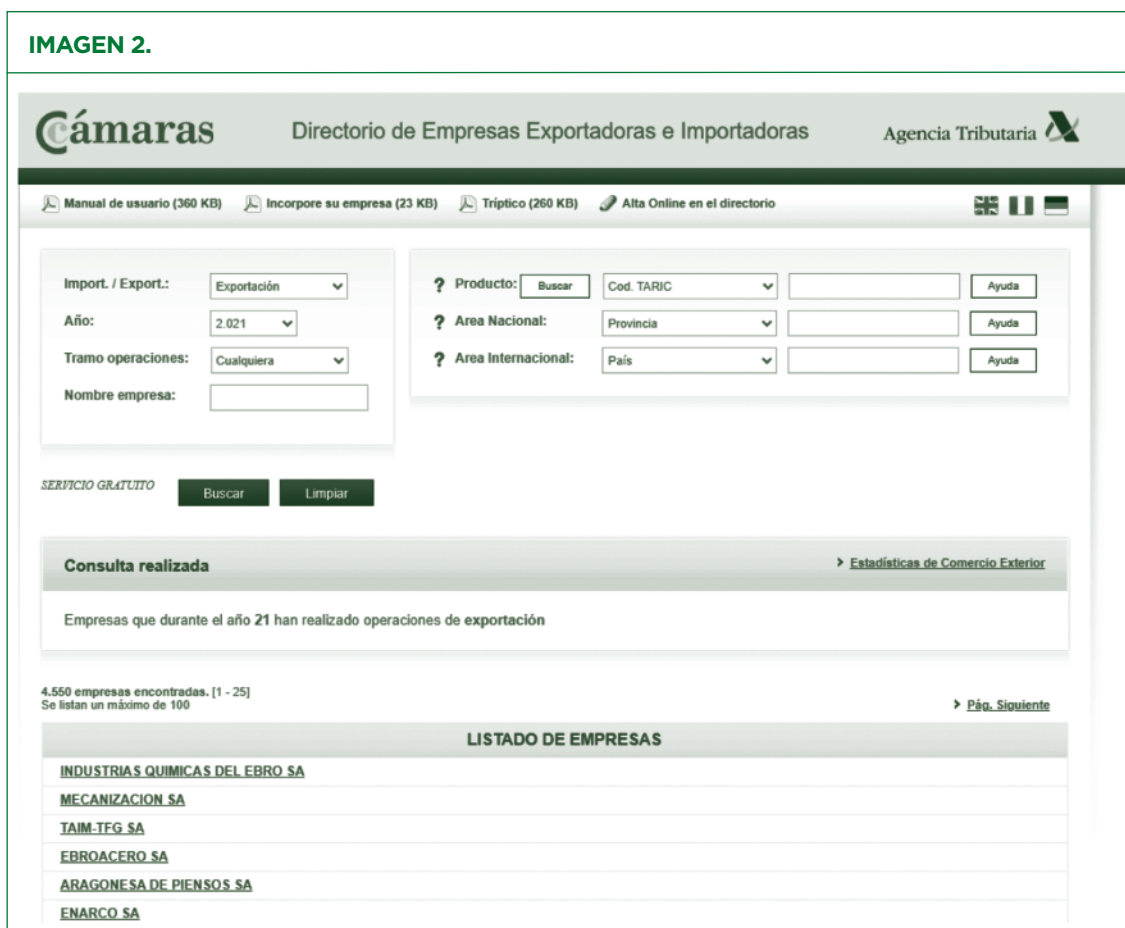 IMAGEN 2.
Cámaras
Directorio de Empresas Exportadoras e Importadoras
Agencia Tributaria
Manual de usuario (360 KB) Incorpore su empresa (23 KB) Tríptico (260 KB) Alta Online en el directorio
Import. / Export.: Exportación
Año: 2.021
Tramo operaciones: Cualquiera
Nombre empresa:
? Producto: Buscar Cod. TARIC Ayuda
? Area Nacional: Provincia Ayuda
? Area Internacional: País Ayuda
SERVICIO GRATUITO Buscar Limpiar
Consulta realizada
> Estadísticas de Comercio Exterior
Empresas que durante el año 21 han realizado operaciones de exportación
4.550 empresas encontradas. [1 - 25]
Se listan un máximo de 100
> Pág. Siguiente
LISTADO DE EMPRESAS
INDUSTRIAS QUIMICAS DEL EBRO SA
MECANIZACION SA
TAIM-TFG SA
EBROACERO SA
ARAGONESA DE PIENSOS SA
ENARCO SA